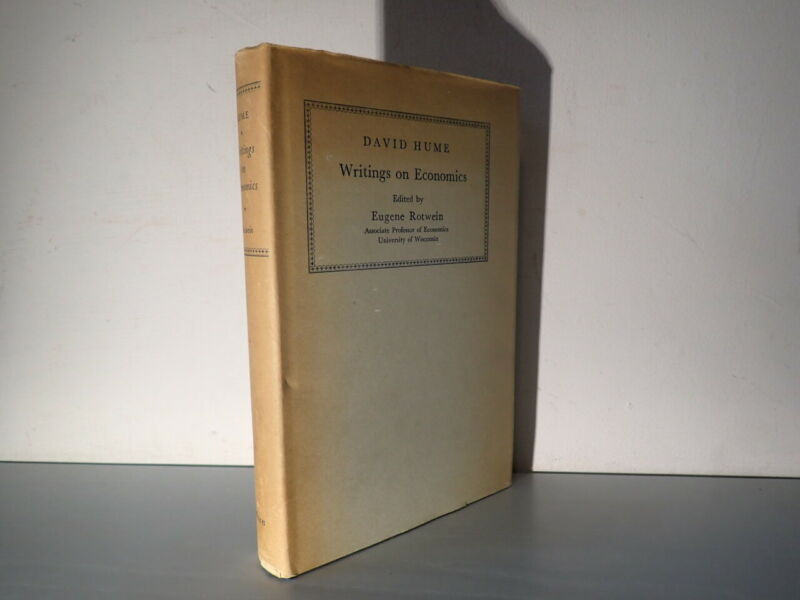 DAVID HUME
Writings on Economics
Edited by
Eugene Rotwein
Associate Professor of Economics
University of Wisconsin